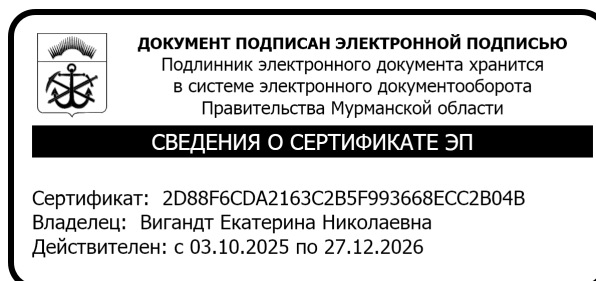 ДОКУМЕНТ ПОДПИСАН ЭЛЕКТРОННОЙ ПОДПИСЬЮ
Подлинник электронного документа хранится
в системе электронного документооборота
Правительства Мурманской области
СВЕДЕНИЯ О СЕРТИФИКАТЕ ЭП
Сертификат: 2D88F6CDA2163C2B5F993668ECC2B04B
Владелец: Вигандт Екатерина Николаевна
Действителен: с 03.10.2025 по 27.12.2026